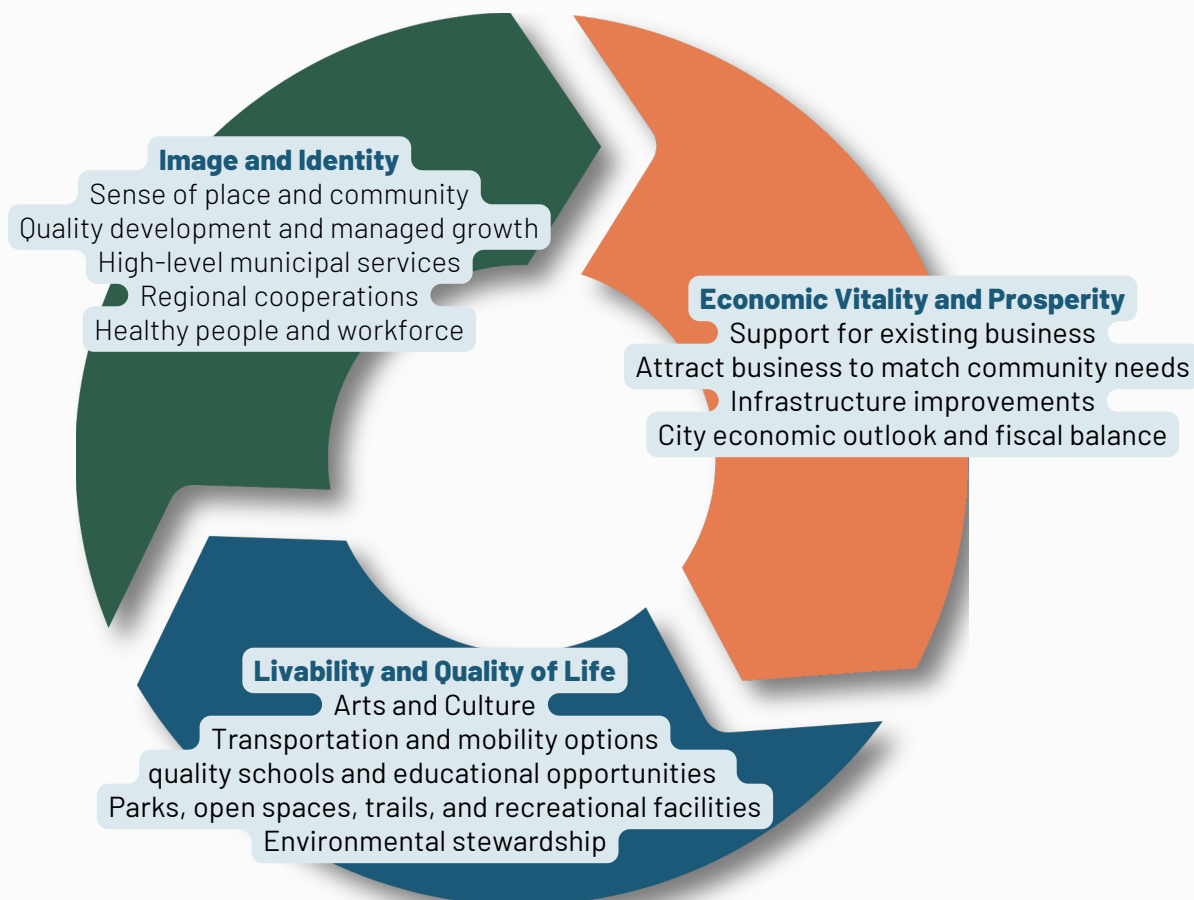 Image and Identity
Sense of place and community
Quality development and managed growth
High-level municipal services
Regional cooperations
Healthy people and workforce
Economic Vitality and Prosperity
Support for existing business
Attract business to match community needs
Infrastructure improvements
City economic outlook and fiscal balance
Livability and Quality of Life
Arts and Culture
Transportation and mobility options
quality schools and educational opportunities
Parks, open spaces, trails, and recreational facilities
Environmental stewardship